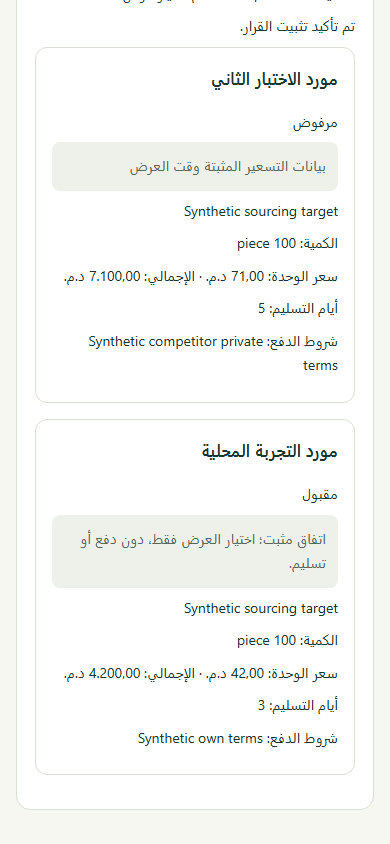 تم تأكيد تثبيت القرار.
مورد الاختبار الثاني
مرفوض
بيانات التسعير المثبتة وقت العرض
Synthetic sourcing target
الكمية: 100 piece
سعر الوحدة: 71,00 د.م. · الإجمالي: 7.100,00 د.م.
أيام التسليم: 5
شروط الدفع: Synthetic competitor private
terms
مورد التجربة المحلية
مقبول
اتفاق مثبت؛ اختيار العرض فقط، دون دفع أو
تسليم.
Synthetic sourcing target
الكمية: 100 piece
سعر الوحدة: 42,00 د.م. · الإجمالي: 4.200,00 د.م.
أيام التسليم: 3
شروط الدفع: Synthetic own terms